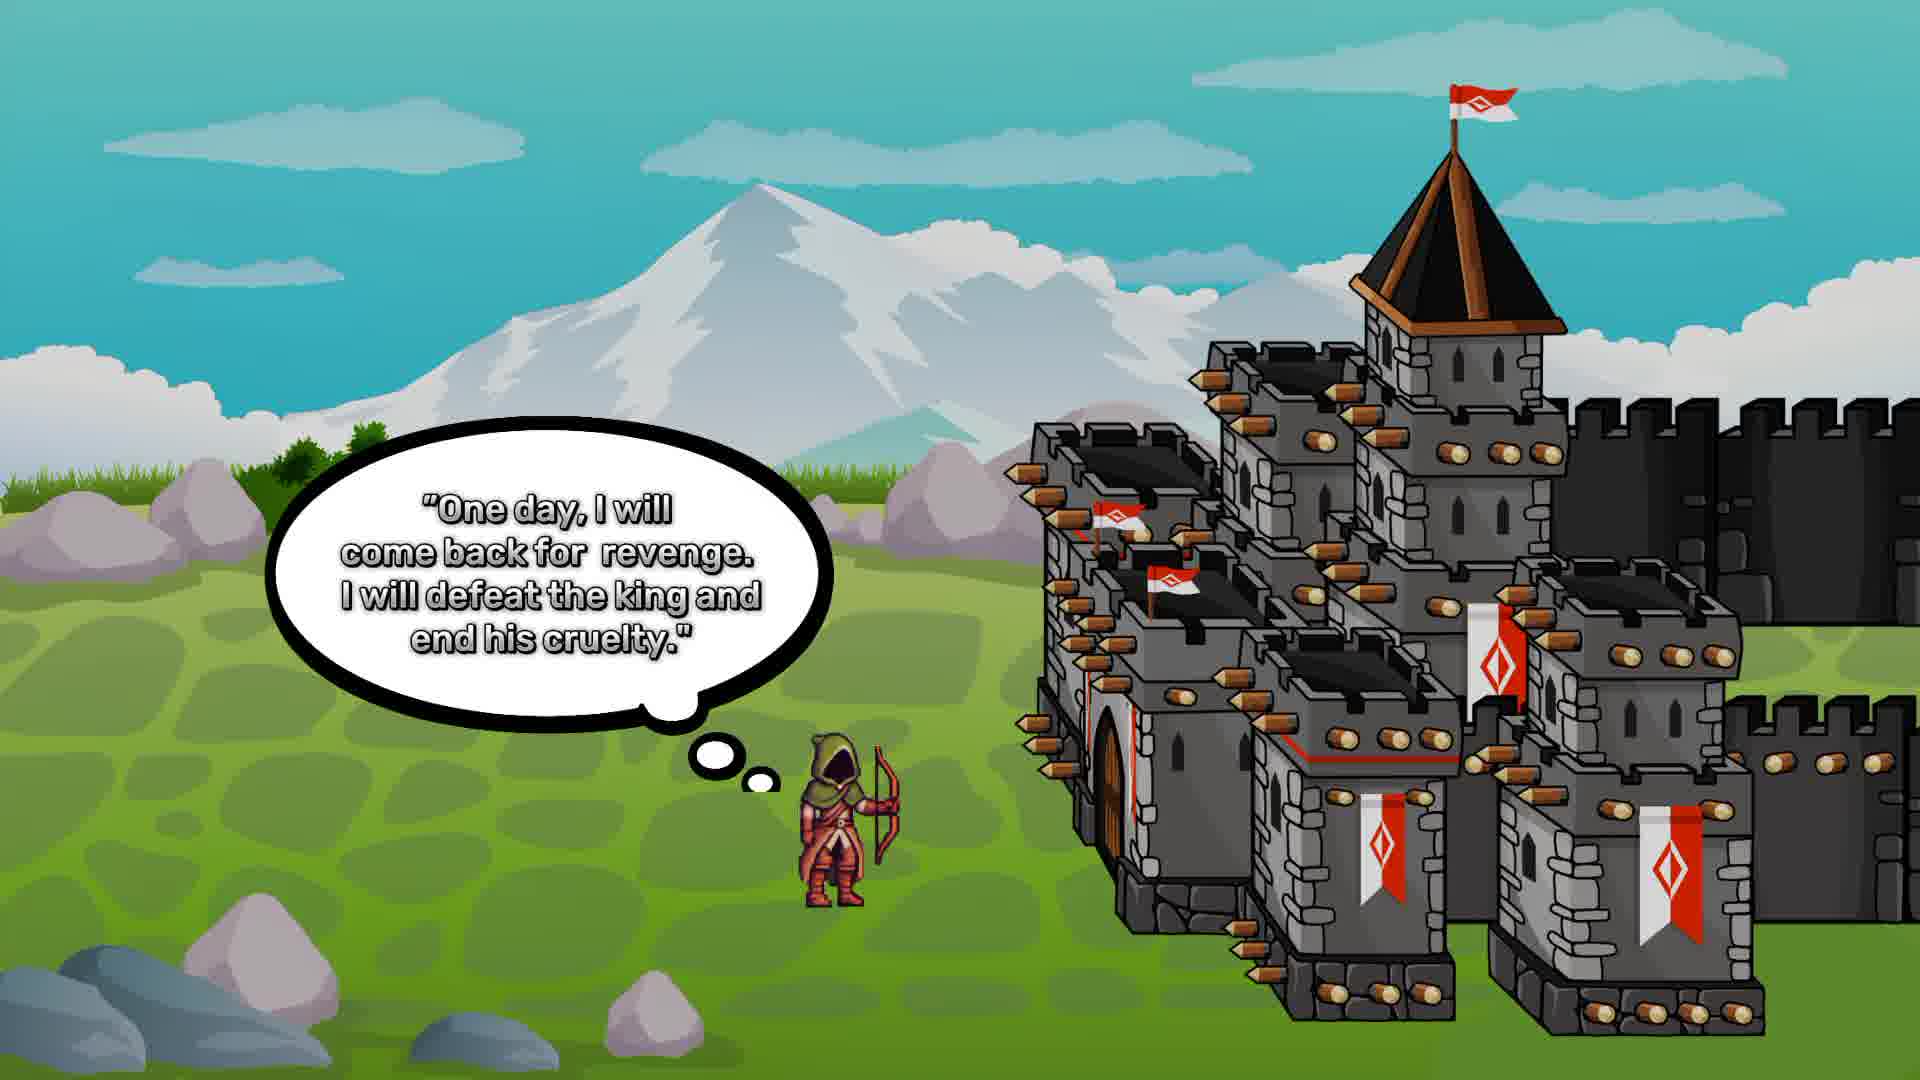 "One day, I will
come back for  revenge.
I will defeat the king and
end his cruelty."